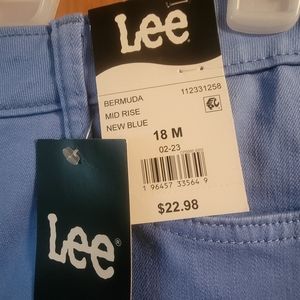 Lee
BERMUDA 112331258
MID RISE
NEW BLUE
18 M
02-23
1 96457 33564 9
$22.98
Lee®